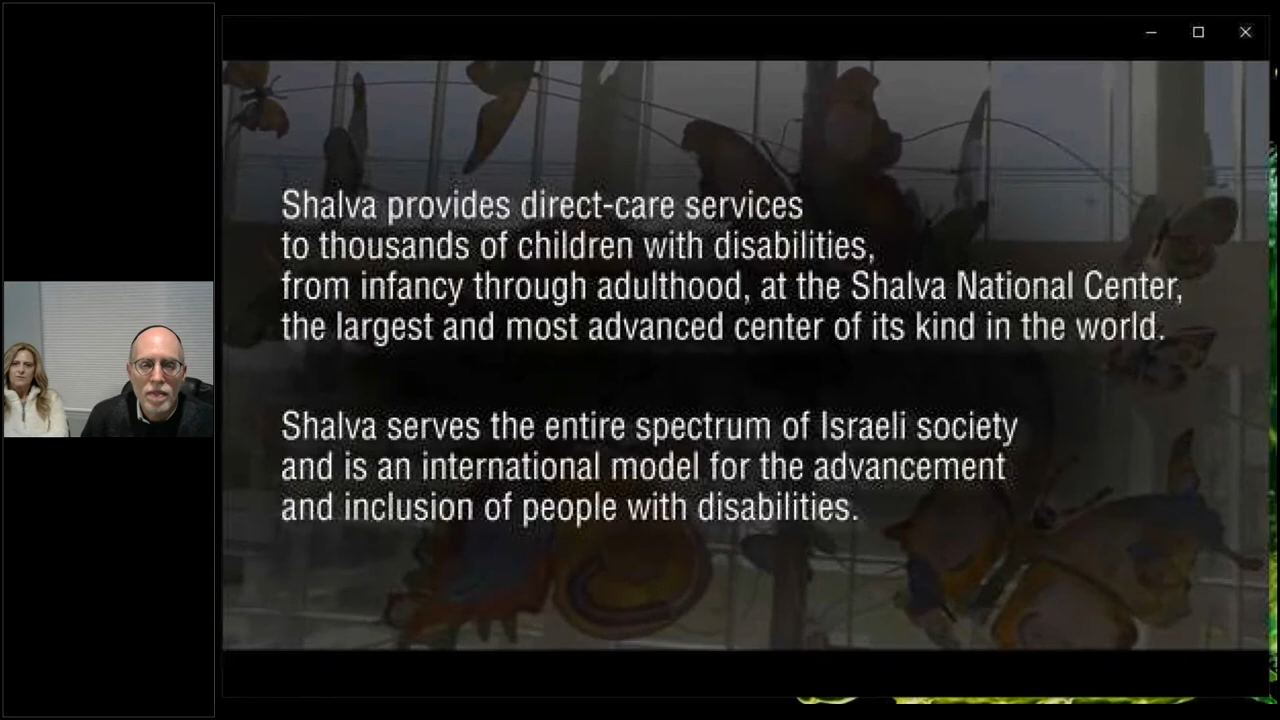 Shalva provides direct-care services
to thousands of children with disabilities,
from infancy through adulthood, at the Shalva National Center,
the largest and most advanced center of its kind in the world.
Shalva serves the entire spectrum of Israeli society
and is an international model for the advancement
and inclusion of people with disabilities.